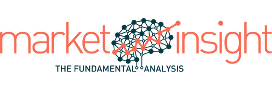 market insight
THE FUNDAMENTAL ANALYSIS